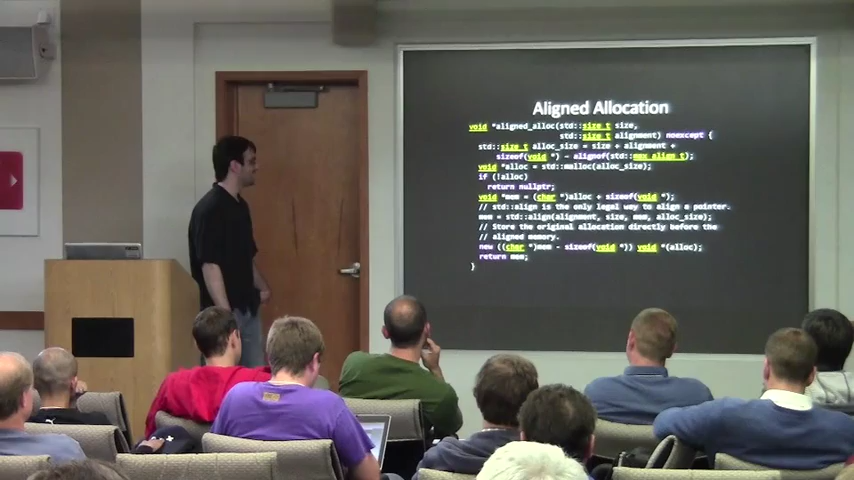 Aligned Allocation
void *aligned_alloc(std::size_t size,
std::size_t alignment) noexcept {
std::size_t alloc_size = size + alignment +
sizeof(void *) - alignof(std::max_align_t);
void *alloc = std::malloc(alloc_size);
if (!alloc)
return nullptr;
void *mem = (char *)alloc + sizeof(void *);
// std::align is the only legal way to align a pointer.
mem = std::align(alignment, size, mem, alloc_size);
// Store the original allocation directly before the
// aligned memory.
new ((char *)mem - sizeof(void *)) void *(alloc);
return mem;
}